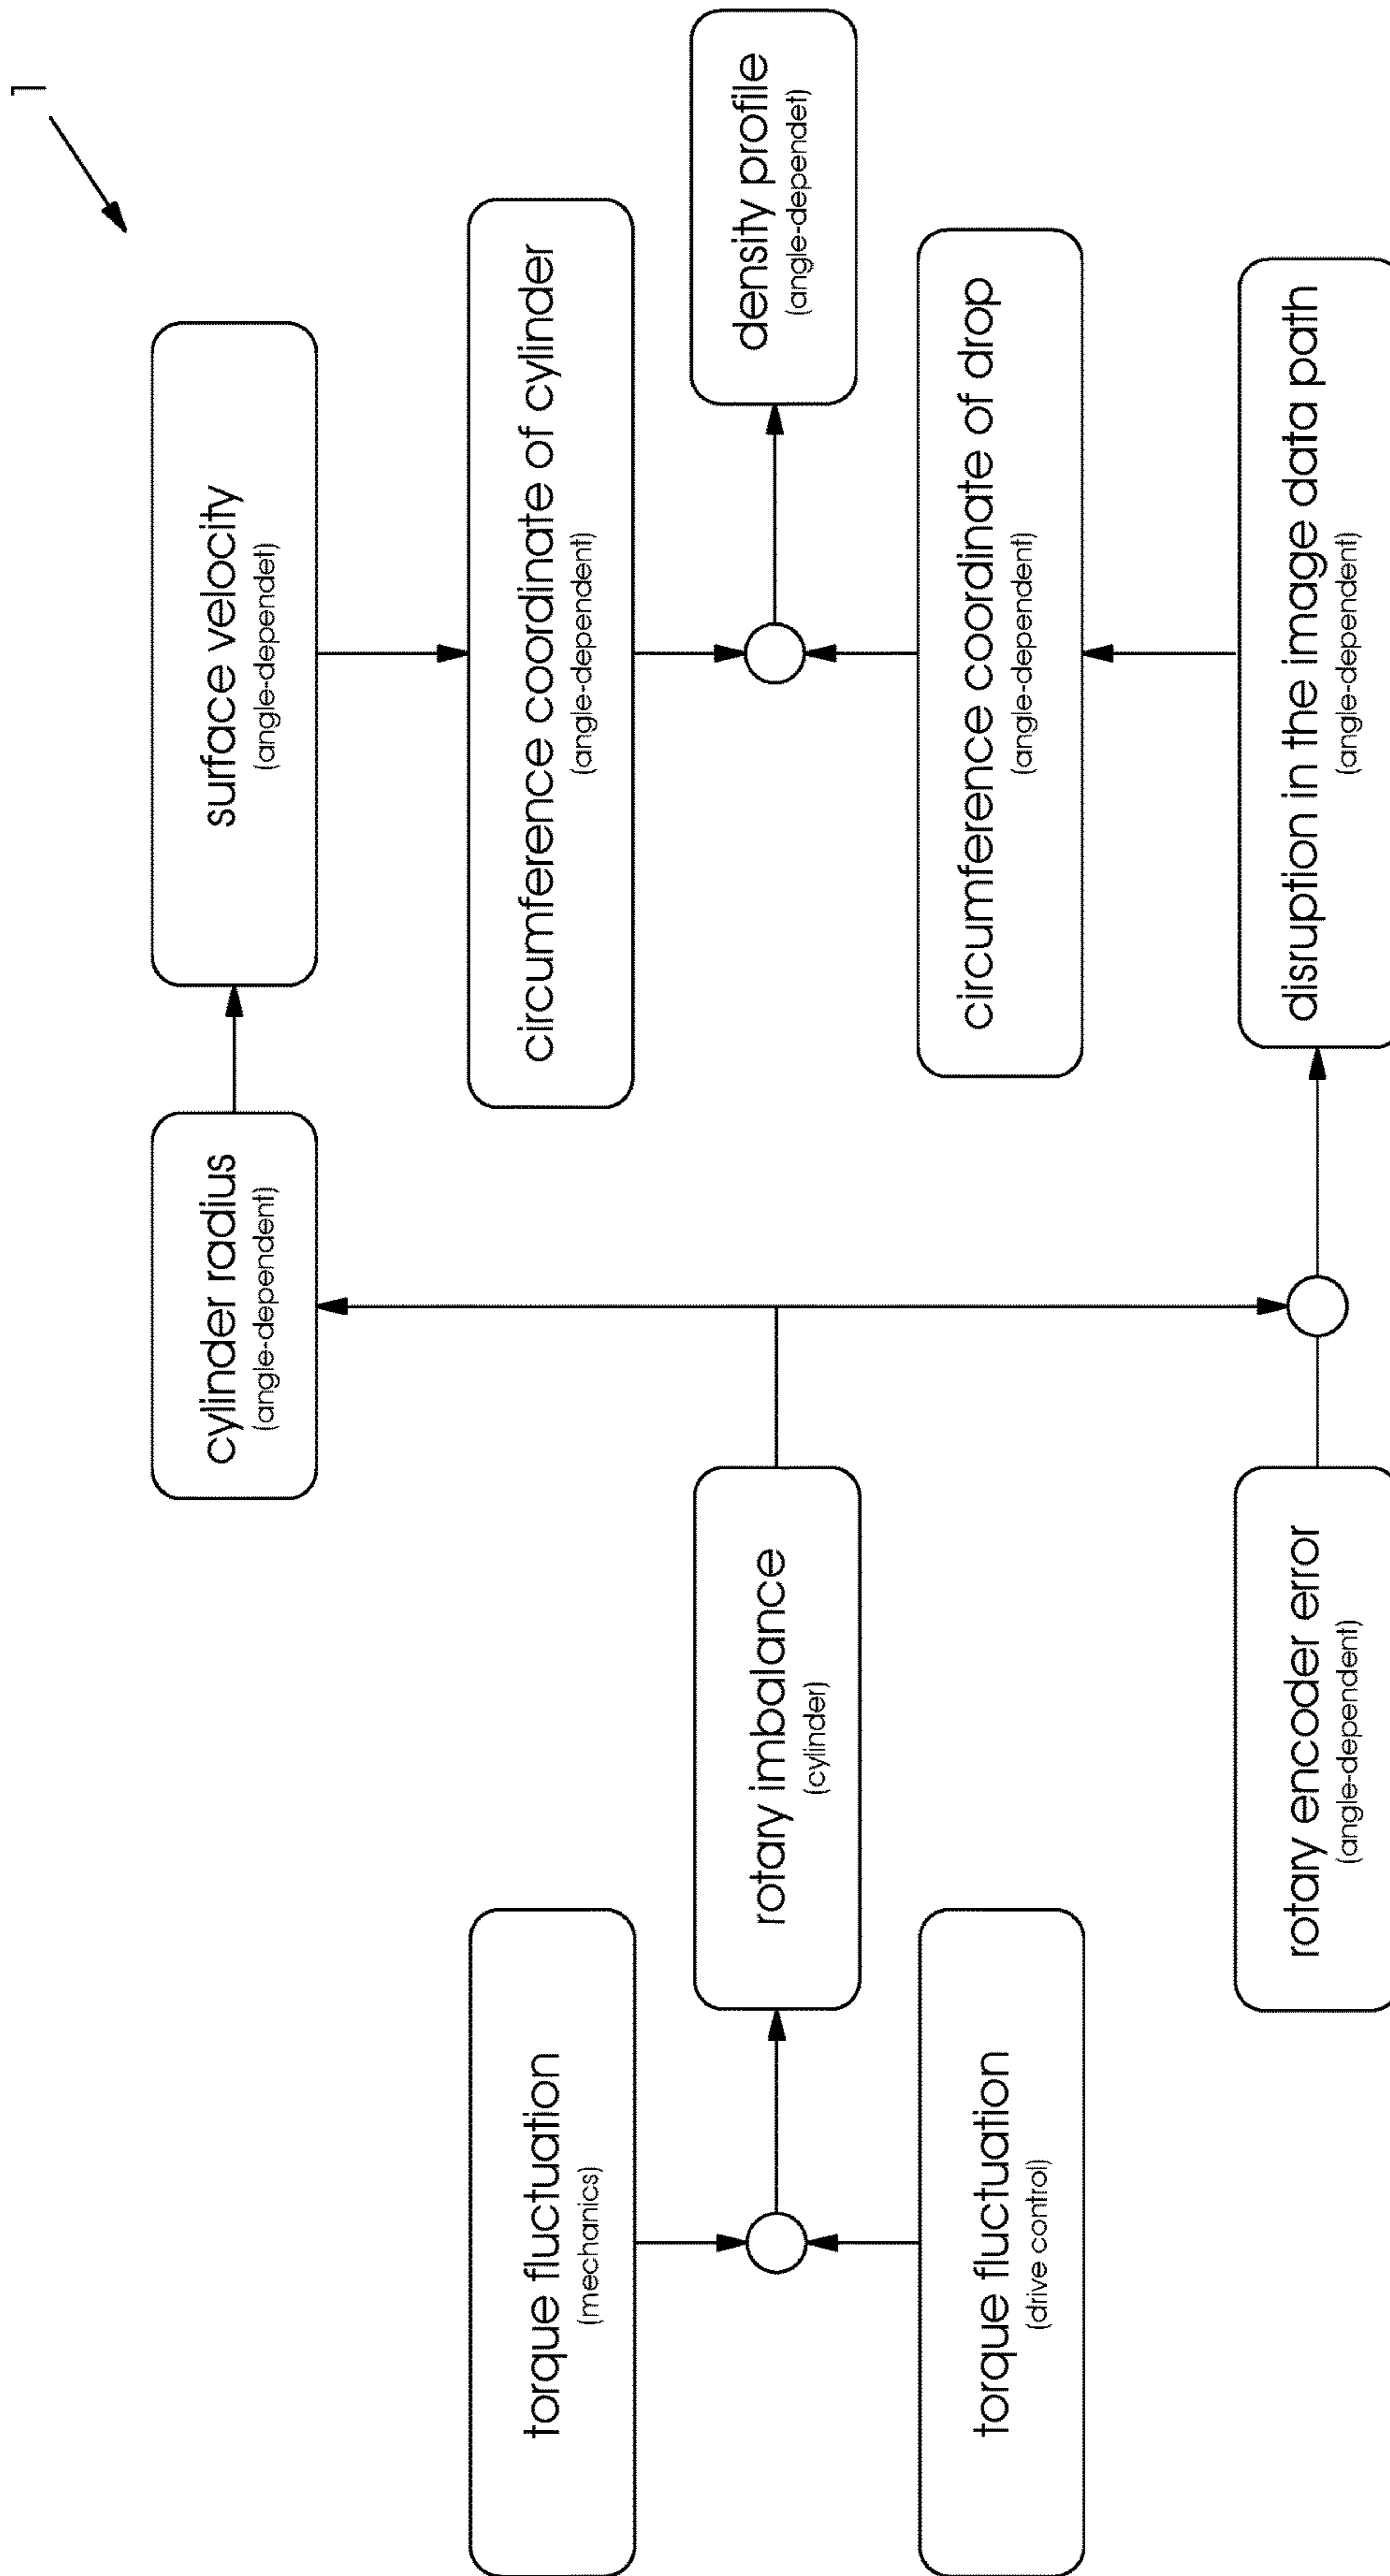 1
cylinder radius
(angle-dependent)
surface velocity
(angle-dependet)
torque fluctuation
(mechanics)
circumference coordinate of cylinder
(angle-dependent)
rotary imbalance
(cylinder)
density profile
(angle-dependet)
torque fluctuation
(drive control)
circumference coordinate of drop
(angle-dependent)
rotary encoder error
(angle-dependent)
disruption in the image data path
(angle-dependent)